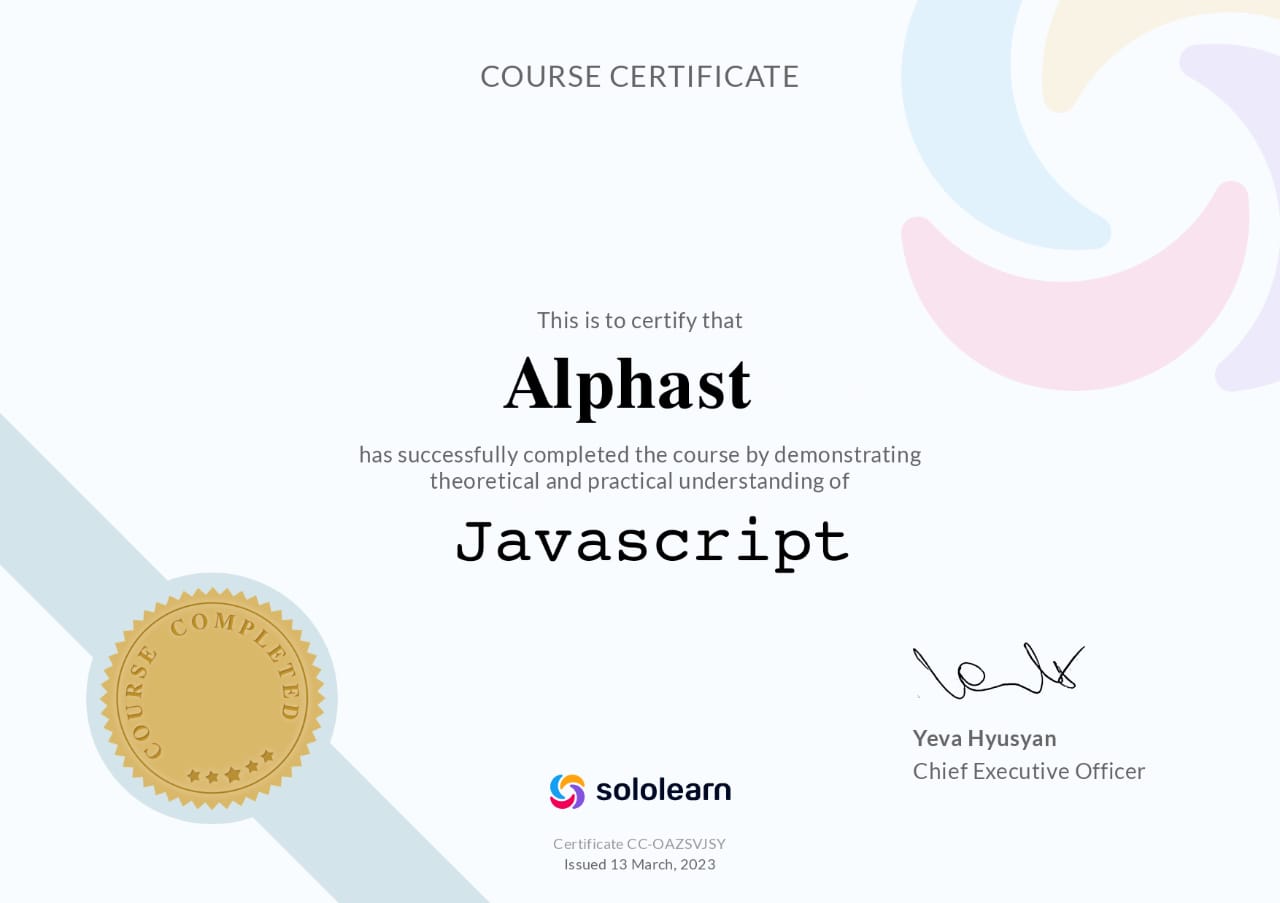 COURSE CERTIFICATE
This is to certify that
Alphast
has successfully completed the course by demonstrating
theoretical and practical understanding of
Javascript
COURSE COMPLETED
Yeva Hyusyan
Chief Executive Officer
sololearn
Certificate CC-OAZSVJSY
Issued 13 March, 2023